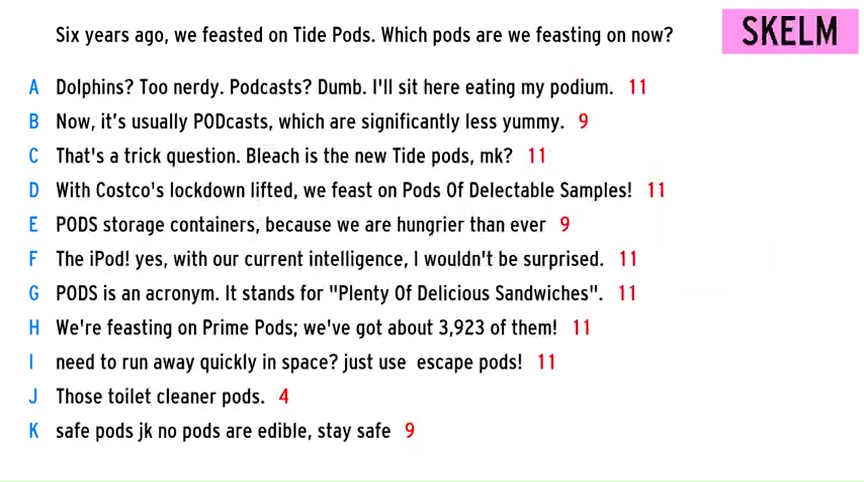 Six years ago, we feasted on Tide Pods. Which pods are we feasting on now?
SKELM
A Dolphins? Too nerdy. Podcasts? Dumb. I'll sit here eating my podium. 11
B Now, it's usually PODcasts, which are significantly less yummy. 9
C That's a trick question. Bleach is the new Tide pods, mk? 11
D With Costco's lockdown lifted, we feast on Pods Of Delectable Samples! 11
E PODS storage containers, because we are hungrier than ever 9
F The iPod! yes, with our current intelligence, I wouldn't be surprised. 11
G PODS is an acronym. It stands for "Plenty Of Delicious Sandwiches". 11
H We're feasting on Prime Pods; we've got about 3,923 of them! 11
I need to run away quickly in space? just use escape pods! 11
J Those toilet cleaner pods. 4
K safe pods jk no pods are edible, stay safe 9